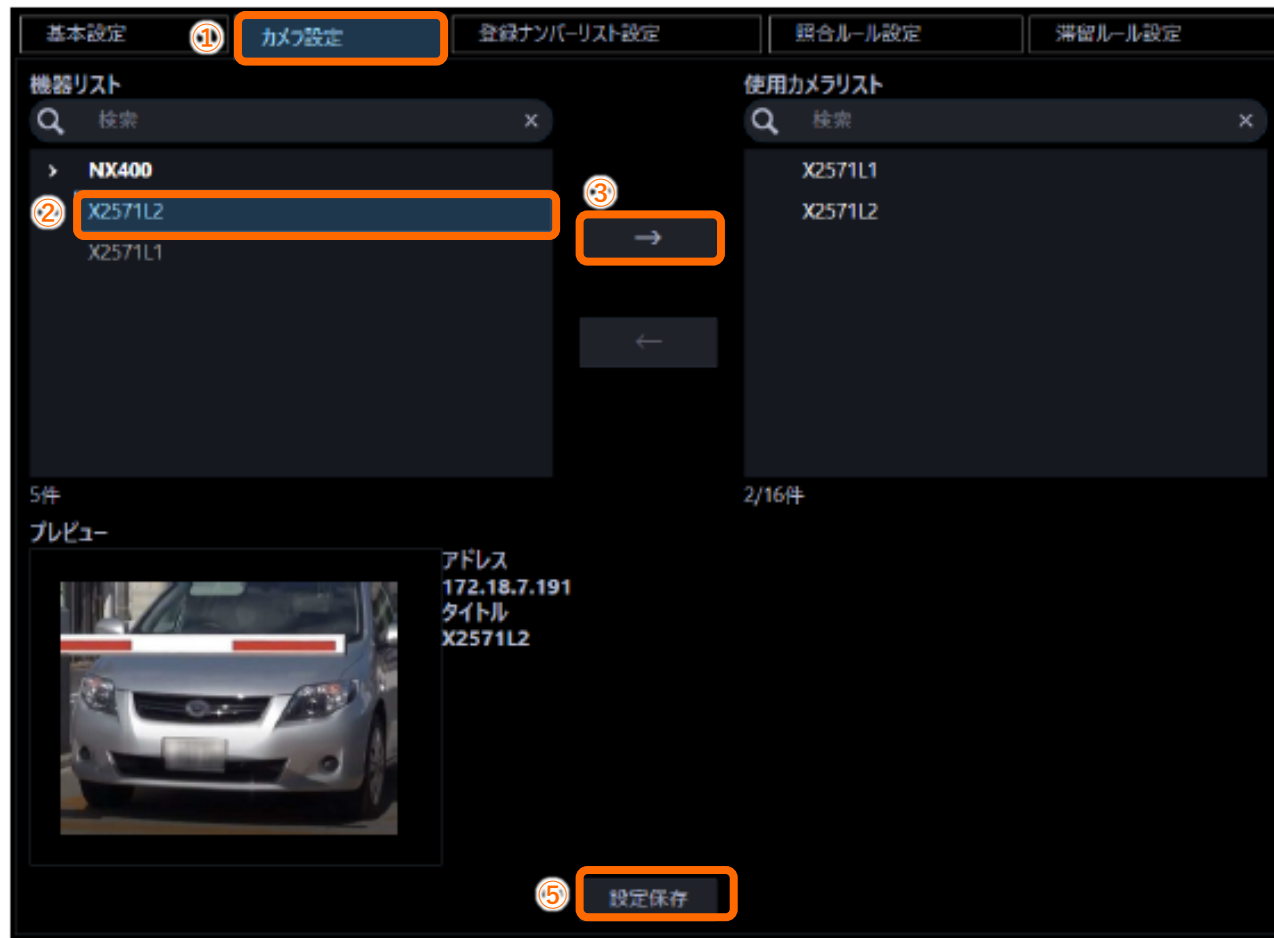 基本設定 ① カメラ設定 登録ナンバーリスト設定 照合ルール設定 滞留ルール設定
機器リスト 使用カメラリスト
検索 × 検索 ×
> NX400 X2571L1
② X2571L2 ③ → X2571L2
X2571L1
←
5件 2/16件
プレビュー
アドレス
172.18.7.191
タイトル
X2571L2
⑤ 設定保存